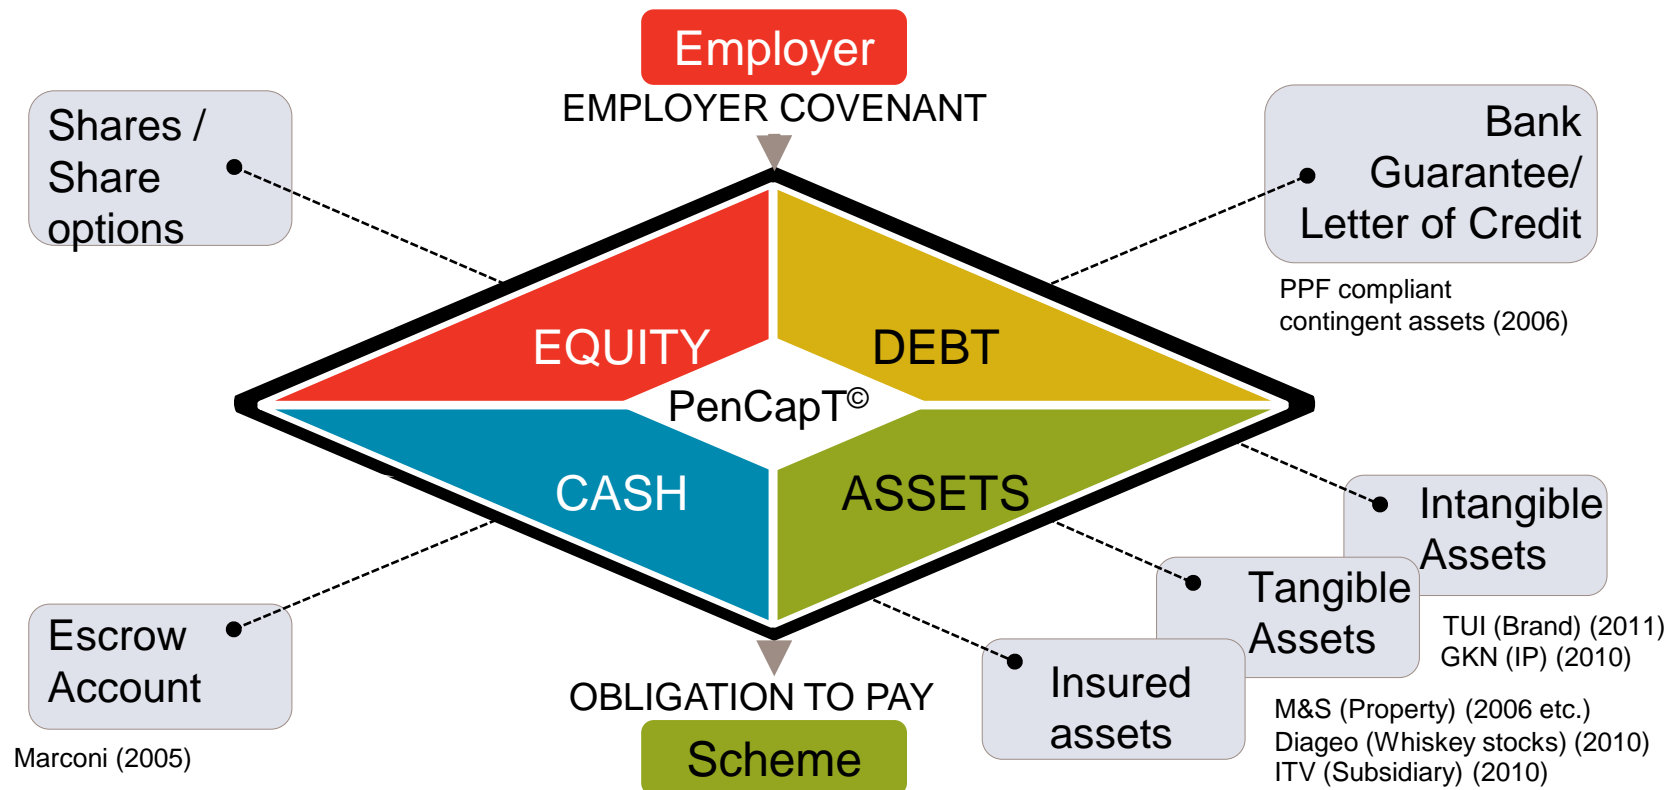 Employer
EMPLOYER COVENANT
Shares /
Share
options
Bank
Guarantee/
Letter of Credit
PPF compliant
contingent assets (2006)
EQUITY
DEBT
PenCapT©
CASH
ASSETS
Intangible
Assets
TUI (Brand) (2011)
GKN (IP) (2010)
Tangible
Assets
M&S (Property) (2006 etc.)
Diageo (Whiskey stocks) (2010)
ITV (Subsidiary) (2010)
Insured
assets
Escrow
Account
Marconi (2005)
OBLIGATION TO PAY
Scheme